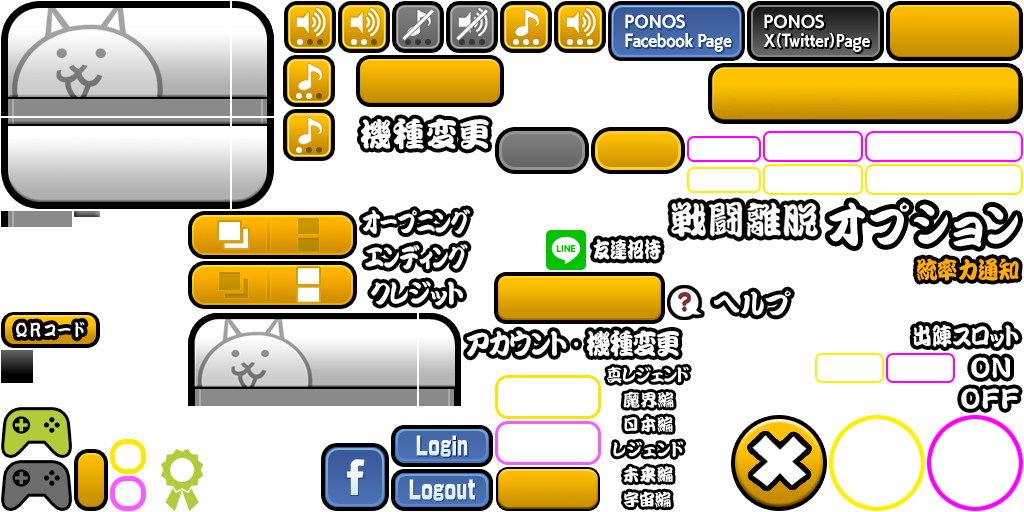 PONOS
Facebook Page
PONOS
X(Twitter)Page
機種変更
戦闘離脱
オプション
オープニング
エンディング
クレジット
LINE
友達招待
統率力通知
?
ヘルプ
QRコード
アカウント・機種変更
出陣スロット
ON
OFF
真レジェンド
魔界編
日本編
レジェンド
未来編
宇宙編
f
Login
Logout